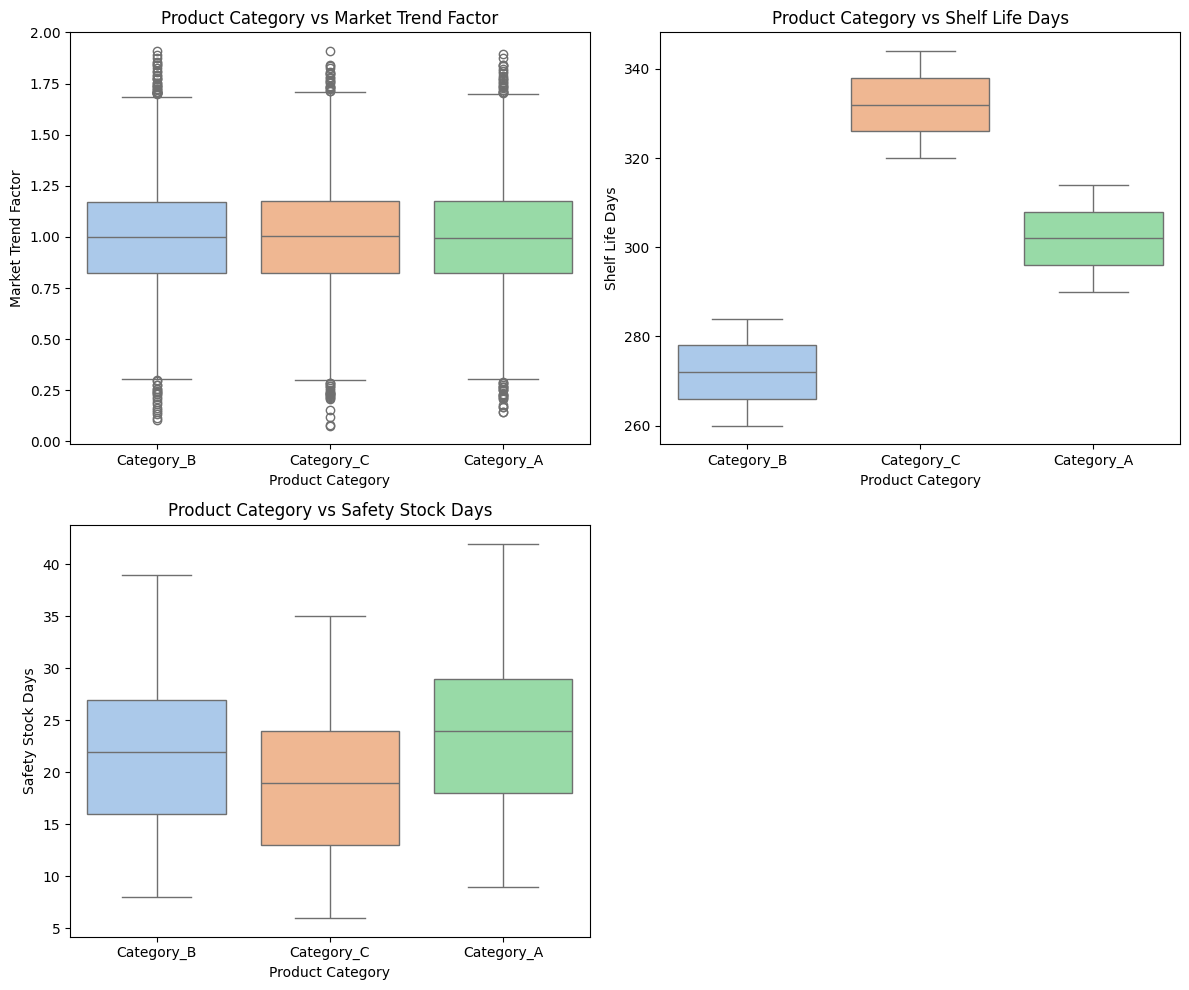 Product Category vs Market Trend Factor
Market Trend Factor
2.00
1.75
1.50
1.25
1.00
0.75
0.50
0.25
0.00
Category_B Category_C Category_A
Product Category
Product Category vs Shelf Life Days
Shelf Life Days
340
320
300
280
260
Category_B Category_C Category_A
Product Category
Product Category vs Safety Stock Days
Safety Stock Days
40
35
30
25
20
15
10
5
Category_B Category_C Category_A
Product Category